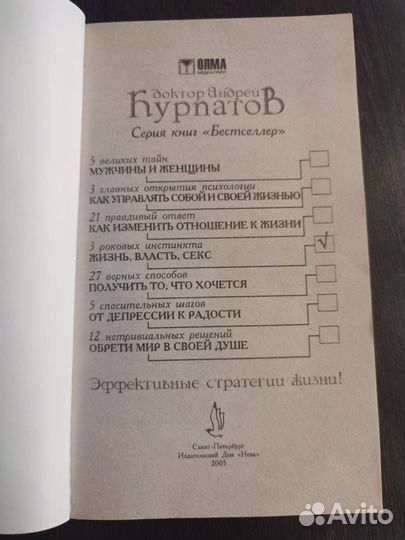 ОЛМА
МЕДИАГРУПП
доктор андрей
Курпатов
Серия книг «Бестселлер»
5 великих тайн
МУЖЧИНЫ И ЖЕНЩИНЫ
3 главных открытия психологии
КАК УПРАВЛЯТЬ СОБОЙ И СВОЕЙ ЖИЗНЬЮ
21 правдивый ответ
КАК ИЗМЕНИТЬ ОТНОШЕНИЕ К ЖИЗНИ
3 роковых инстинкта
ЖИЗНЬ, ВЛАСТЬ, СЕКС
√
27 верных способов
ПОЛУЧИТЬ ТО, ЧТО ХОЧЕТСЯ
5 спасительных шагов
ОТ ДЕПРЕССИИ К РАДОСТИ
12 нетривиальных решений
ОБРЕТИ МИР В СВОЕЙ ДУШЕ
Эффективные стратегии жизни!
Санкт-Петербург
Издательский Дом «Нева»
2005
Avito